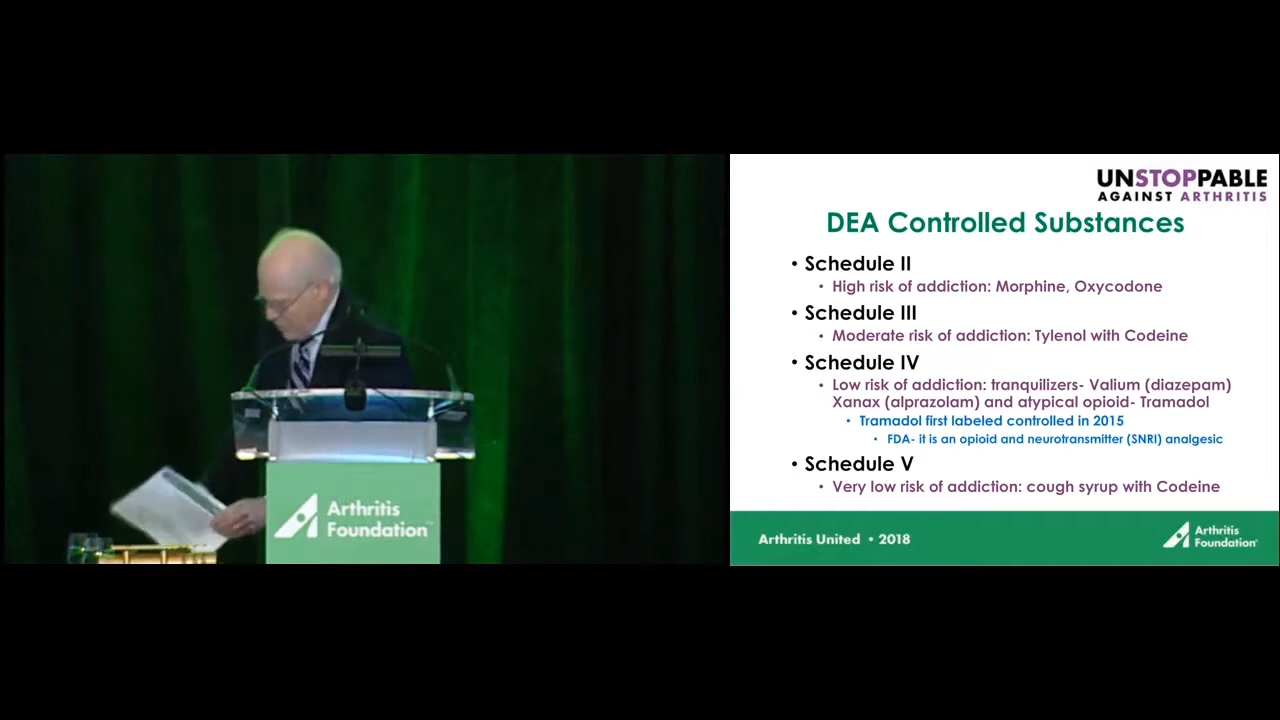 Arthritis
Foundation
UNSTOPPABLE
AGAINST ARTHRITIS
DEA Controlled Substances
• Schedule II
• High risk of addiction: Morphine, Oxycodone
• Schedule III
• Moderate risk of addiction: Tylenol with Codeine
• Schedule IV
• Low risk of addiction: tranquilizers- Valium (diazepam)
Xanax (alprazolam) and atypical opioid- Tramadol
• Tramadol first labeled controlled in 2015
• FDA- it is an opioid and neurotransmitter (SNRI) analgesic
• Schedule V
• Very low risk of addiction: cough syrup with Codeine
Arthritis United • 2018
Arthritis
Foundation